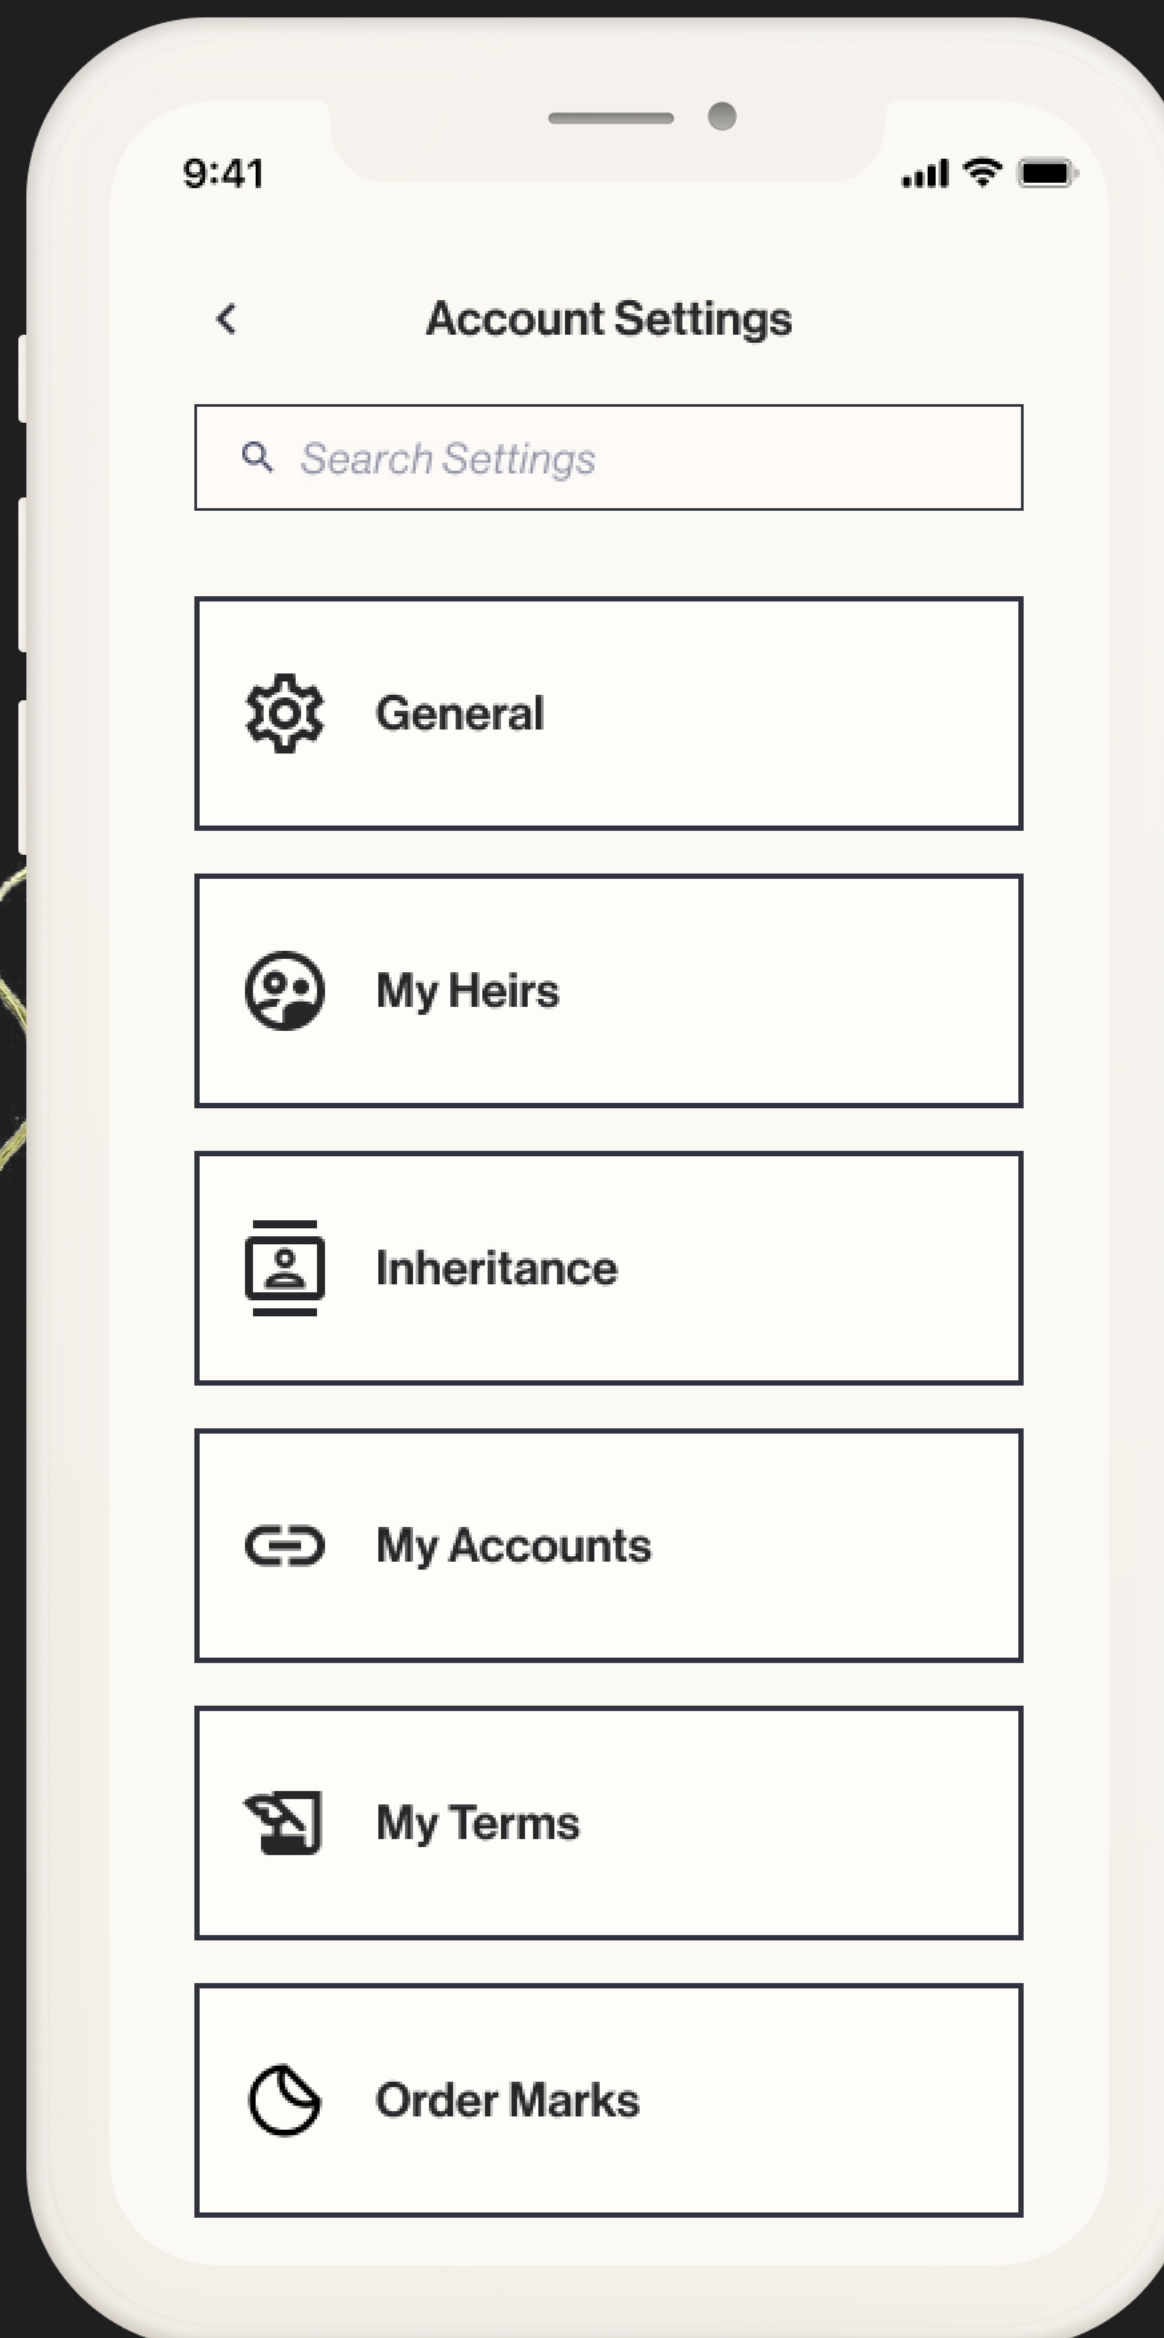 9:41
Account Settings
Search Settings
General
My Heirs
Inheritance
My Accounts
My Terms
Order Marks